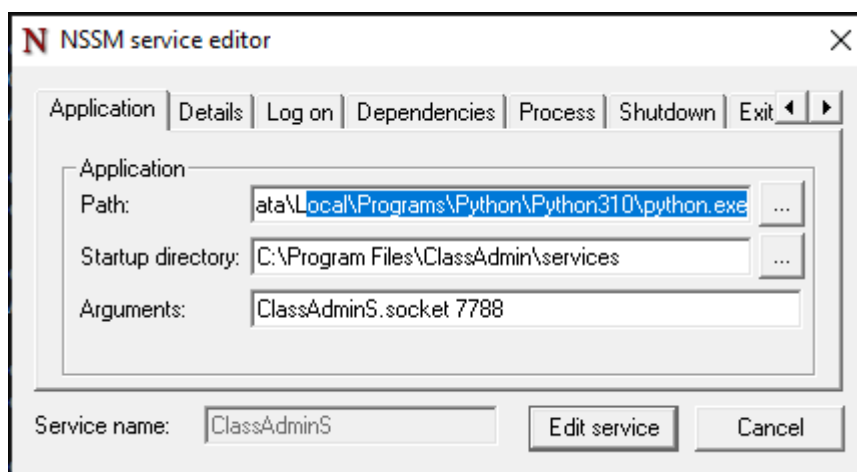 N NSSM service editor
Application Details Log on Dependencies Process Shutdown Exit
Application
Path: ata\Local\Programs\Python\Python310\python.exe ...
Startup directory: C:\Program Files\ClassAdmin\services ...
Arguments: ClassAdminS.socket 7788
Service name: ClassAdminS Edit service Cancel